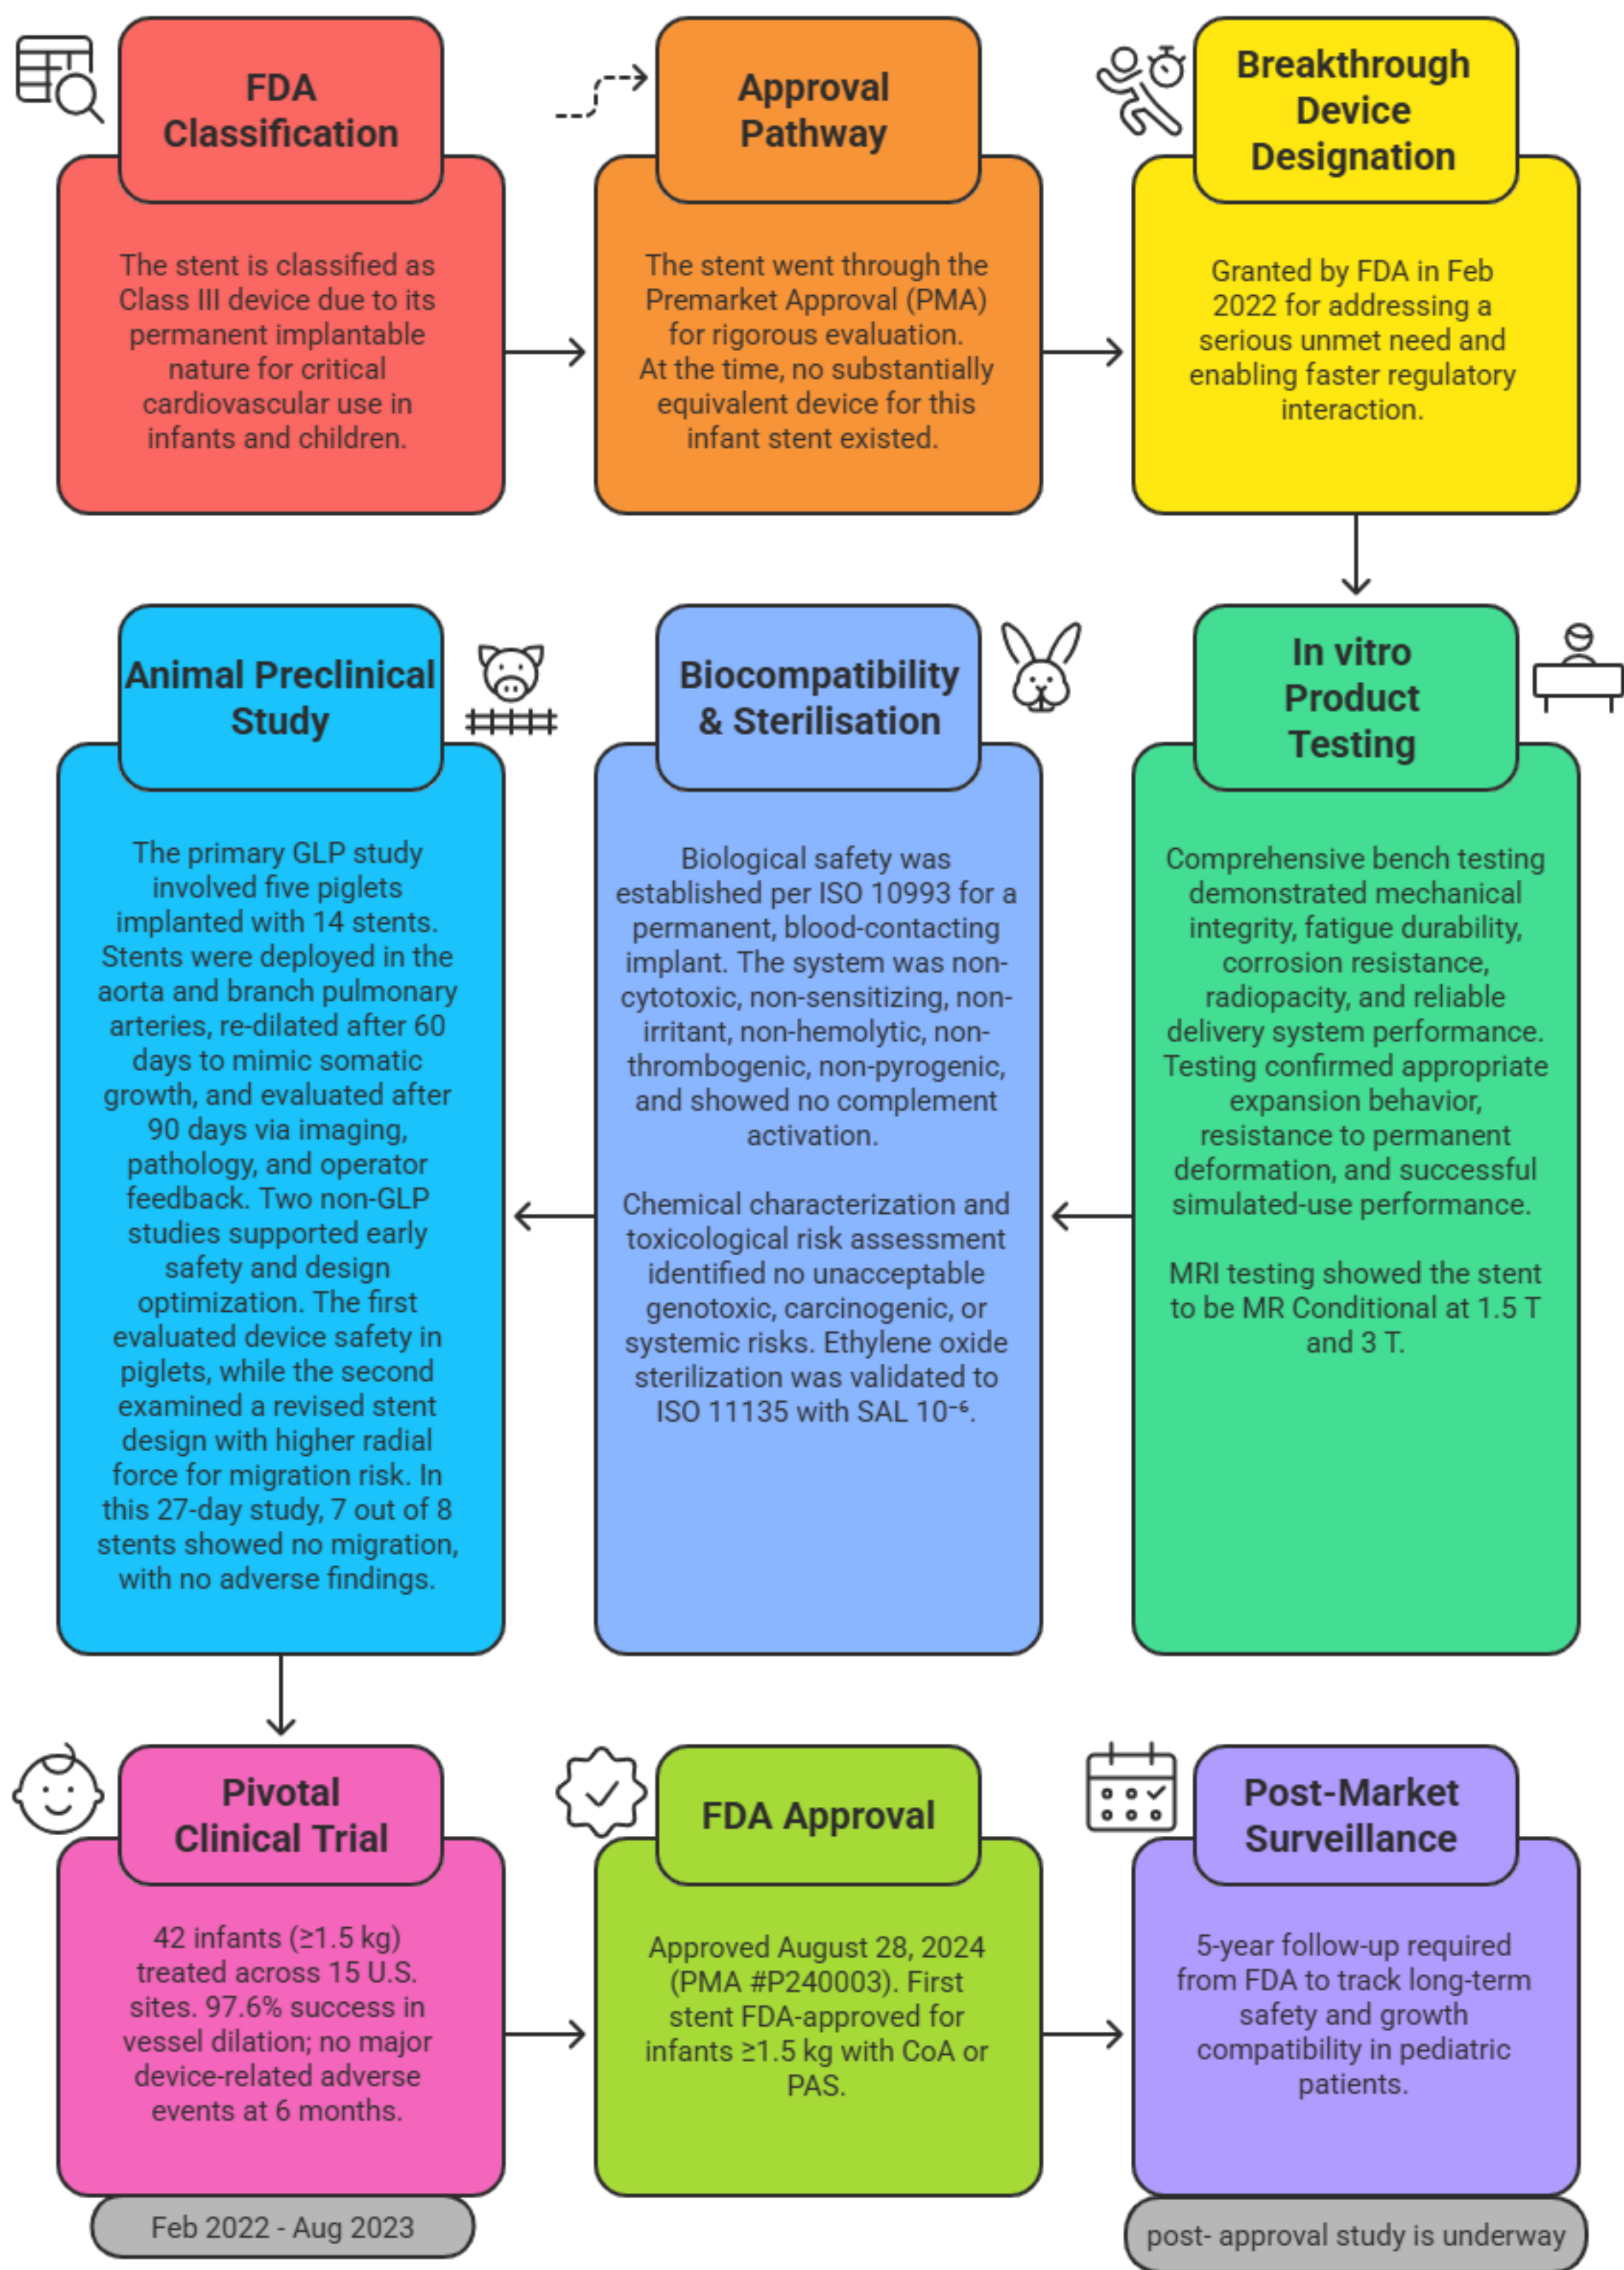 FDA
Classification
The stent is classified as
Class III device due to its
permanent implantable
nature for critical
cardiovascular use in
infants and children.
Approval
Pathway
The stent went through the
Premarket Approval (PMA)
for rigorous evaluation.
At the time, no substantially
equivalent device for this
infant stent existed.
Breakthrough
Device
Designation
Granted by FDA in Feb
2022 for addressing a
serious unmet need and
enabling faster regulatory
interaction.
In vitro
Product
Testing
Comprehensive bench testing
demonstrated mechanical
integrity, fatigue durability,
corrosion resistance,
radiopacity, and reliable
delivery system performance.
Testing confirmed appropriate
expansion behavior,
resistance to permanent
deformation, and successful
simulated-use performance.
MRI testing showed the stent
to be MR Conditional at 1.5 T
and 3 T.
Biocompatibility
& Sterilisation
Biological safety was
established per ISO 10993 for a
permanent, blood-contacting
implant. The system was non-
cytotoxic, non-sensitizing, non-
irritant, non-hemolytic, non-
thrombogenic, non-pyrogenic,
and showed no complement
activation.
Chemical characterization and
toxicological risk assessment
identified no unacceptable
genotoxic, carcinogenic, or
systemic risks. Ethylene oxide
sterilization was validated to
ISO 11135 with SAL 10⁻⁶.
Animal Preclinical
Study
The primary GLP study
involved five piglets
implanted with 14 stents.
Stents were deployed in the
aorta and branch pulmonary
arteries, re-dilated after 60
days to mimic somatic
growth, and evaluated after
90 days via imaging,
pathology, and operator
feedback. Two non-GLP
studies supported early
safety and design
optimization. The first
evaluated device safety in
piglets, while the second
examined a revised stent
design with higher radial
force for migration risk. In
this 27-day study, 7 out of 8
stents showed no migration,
with no adverse findings.
Pivotal
Clinical Trial
42 infants (≥1.5 kg)
treated across 15 U.S.
sites. 97.6% success in
vessel dilation; no major
device-related adverse
events at 6 months.
Feb 2022 - Aug 2023
FDA Approval
Approved August 28, 2024
(PMA #P240003). First
stent FDA-approved for
infants ≥1.5 kg with CoA or
PAS.
Post-Market
Surveillance
5-year follow-up required
from FDA to track long-term
safety and growth
compatibility in pediatric
patients.
post- approval study is underway